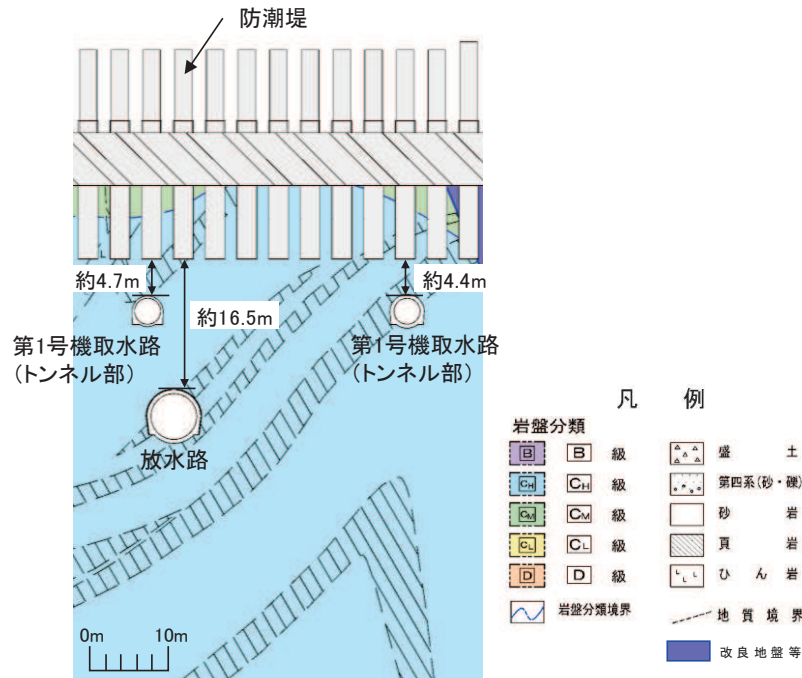 防潮堤
約4.7m
約4.4m
約16.5m
第1号機取水路
(トンネル部)
第1号機取水路
(トンネル部)
放水路
0m 10m
凡 例
岩盤分類
B B 級
CH CH 級
CM CM 級
CL CL 級
D D 級
岩盤分類境界
盛 土
第四系(砂・礫)
砂 岩
頁 岩
ひ ん 岩
地 質 境 界
改 良 地 盤 等